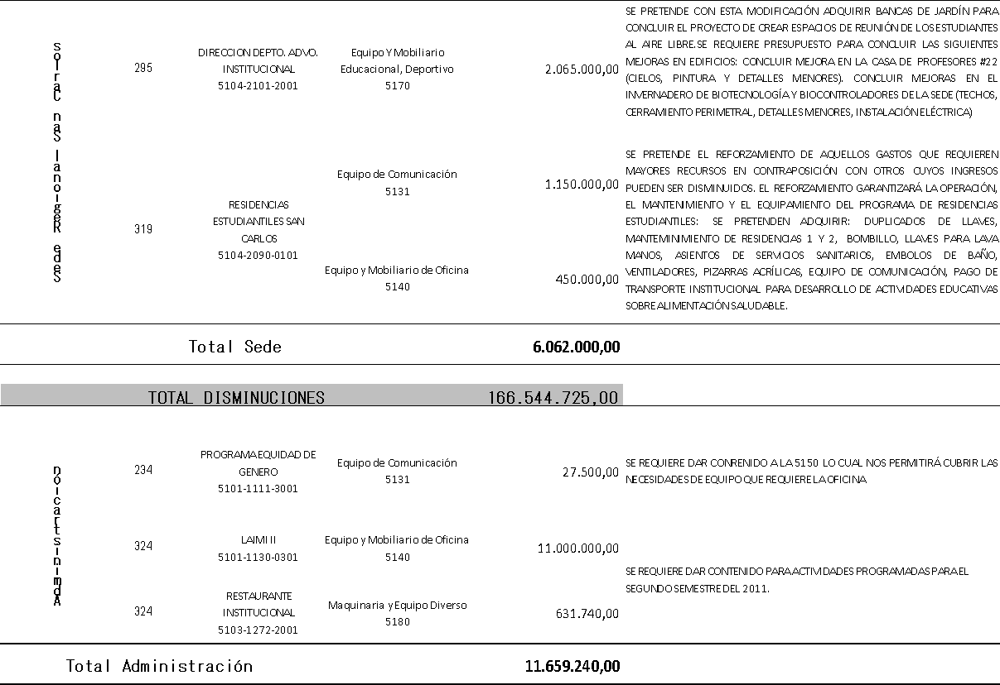 Sede Regional San Carlos
295
DIRECCION DEPTO. ADVO.
INSTITUCIONAL
5104-2101-2001
Equipo Y Mobiliario
Educacional, Deportivo
5170
2.065.000,00
SE PRETENDE CON ESTA MODIFICACIÓN ADQUIRIR BANCAS DE JARDÍN PARA
CONCLUIR EL PROYECTO DE CREAR ESPACIOS DE REUNIÓN DE LOS ESTUDIANTES
AL AIRE LIBRE.SE REQUIERE PRESUPUESTO PARA CONCLUIR LAS SIGUIENTES
MEJORAS EN EDIFICIOS: CONCLUIR MEJORA EN LA CASA DE PROFESORES #22
(CIELOS, PINTURA Y DETALLES MENORES). CONCLUIR MEJORAS EN EL
INVERNADERO DE BIOTECNOLOGÍA Y BIOCONTROLADORES DE LA SEDE (TECHOS,
CERRAMIENTO PERIMETRAL, DETALLES MENORES, INSTALACIÓN ELÉCTRICA)
319
RESIDENCIAS
ESTUDIANTILES SAN
CARLOS
5104-2090-0101
Equipo de Comunicación
5131
1.150.000,00
Equipo y Mobiliario de Oficina
5140
450.000,00
SE PRETENDE EL REFORZAMIENTO DE AQUELLOS GASTOS QUE REQUIEREN
MAYORES RECURSOS EN CONTRAPOSICIÓN CON OTROS CUYOS INGRESOS
PUEDEN SER DISMINUIDOS. EL REFORZAMIENTO GARANTIZARÁ LA OPERACIÓN,
EL MANTENIMIENTO Y EL EQUIPAMIENTO DEL PROGRAMA DE RESIDENCIAS
ESTUDIANTILES: SE PRETENDEN ADQUIRIR: DUPLICADOS DE LLAVES,
MANTEMINIMIENTO DE RESIDENCIAS 1 Y 2, BOMBILLO, LLAVES PARA LAVA
MANOS, ASIENTOS DE SERVICIOS SANITARIOS, EMBOLOS DE BAÑO,
VENTILADORES, PIZARRAS ACRÍLICAS, EQUIPO DE COMUNICACIÓN, PAGO DE
TRANSPORTE INSTITUCIONAL PARA DESARROLLO DE ACTIVIDADES EDUCATIVAS
SOBRE ALIMENTACIÓN SALUDABLE.
Total Sede 6.062.000,00
TOTAL DISMINUCIONES 166.544.725,00
Administración
234
PROGRAMA EQUIDAD DE
GENERO
5101-1111-3001
Equipo de Comunicación
5131
27.500,00
SE REQUIERE DAR CONRENIDO A LA 5150 LO CUAL NOS PERMITIRÁ CUBRIR LAS
NECESIDADES DE EQUIPO QUE REQUIERE LA OFICINA
324
LAIMI II
5101-1130-0301
Equipo y Mobiliario de Oficina
5140
11.000.000,00
SE REQUIERE DAR CONTENIDO PARA ACTIVIDADES PROGRAMADAS PARA EL
SEGUNDO SEMESTRE DEL 2011.
324
RESTAURANTE
INSTITUCIONAL
5103-1272-2001
Maquinaria y Equipo Diverso
5180
631.740,00
Total Administración 11.659.240,00